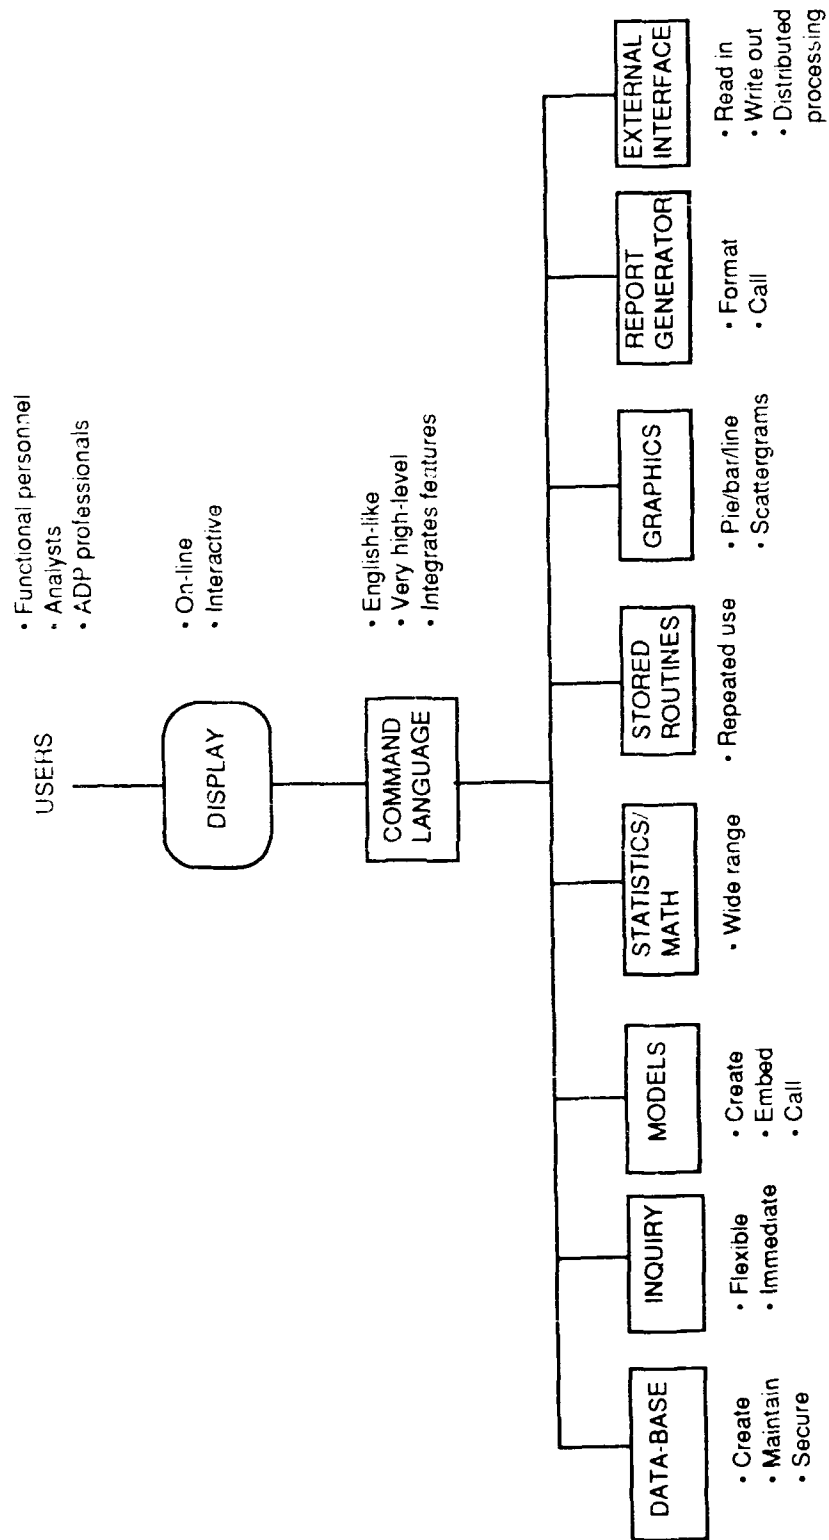 USERS
• Functional personnel
• Analysts
• ADP professionals
DISPLAY
• On-line
• Interactive
COMMAND
LANGUAGE
• English-like
• Very high-level
• Integrates features
DATA-BASE
• Create
• Maintain
• Secure
INQUIRY
• Flexible
• Immediate
MODELS
• Create
• Embed
• Call
STATISTICS/
MATH
• Wide range
STORED
ROUTINES
• Repeated use
GRAPHICS
• Pie/bar/line
• Scattergrams
REPORT
GENERATOR
• Format
• Call
EXTERNAL
INTERFACE
• Read in
• Write out
• Distributed
processing